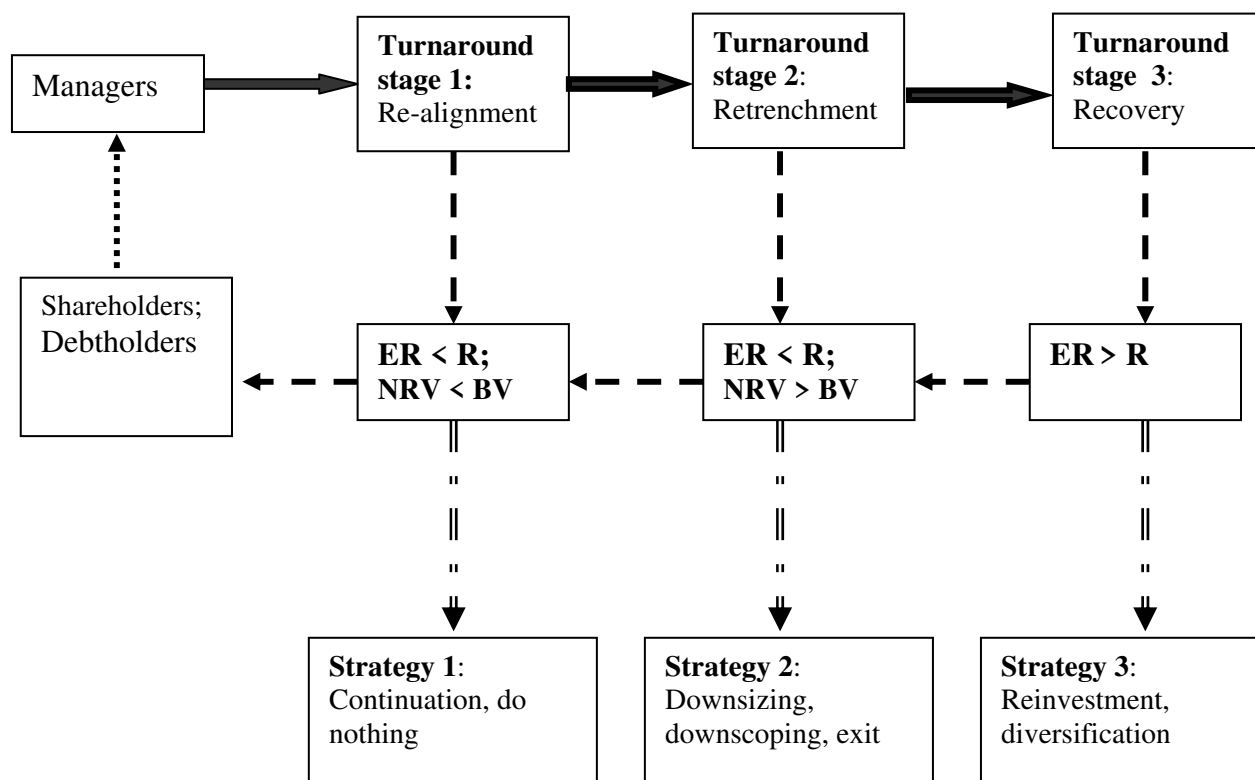 Managers
Turnaround
stage 1:
Re-alignment
Turnaround
stage 2:
Retrenchment
Turnaround
stage 3:
Recovery
Shareholders;
Debtholders
ER < R;
NRV < BV
ER < R;
NRV > BV
ER > R
Strategy 1:
Continuation, do
nothing
Strategy 2:
Downsizing,
downscoping, exit
Strategy 3:
Reinvestment,
diversification